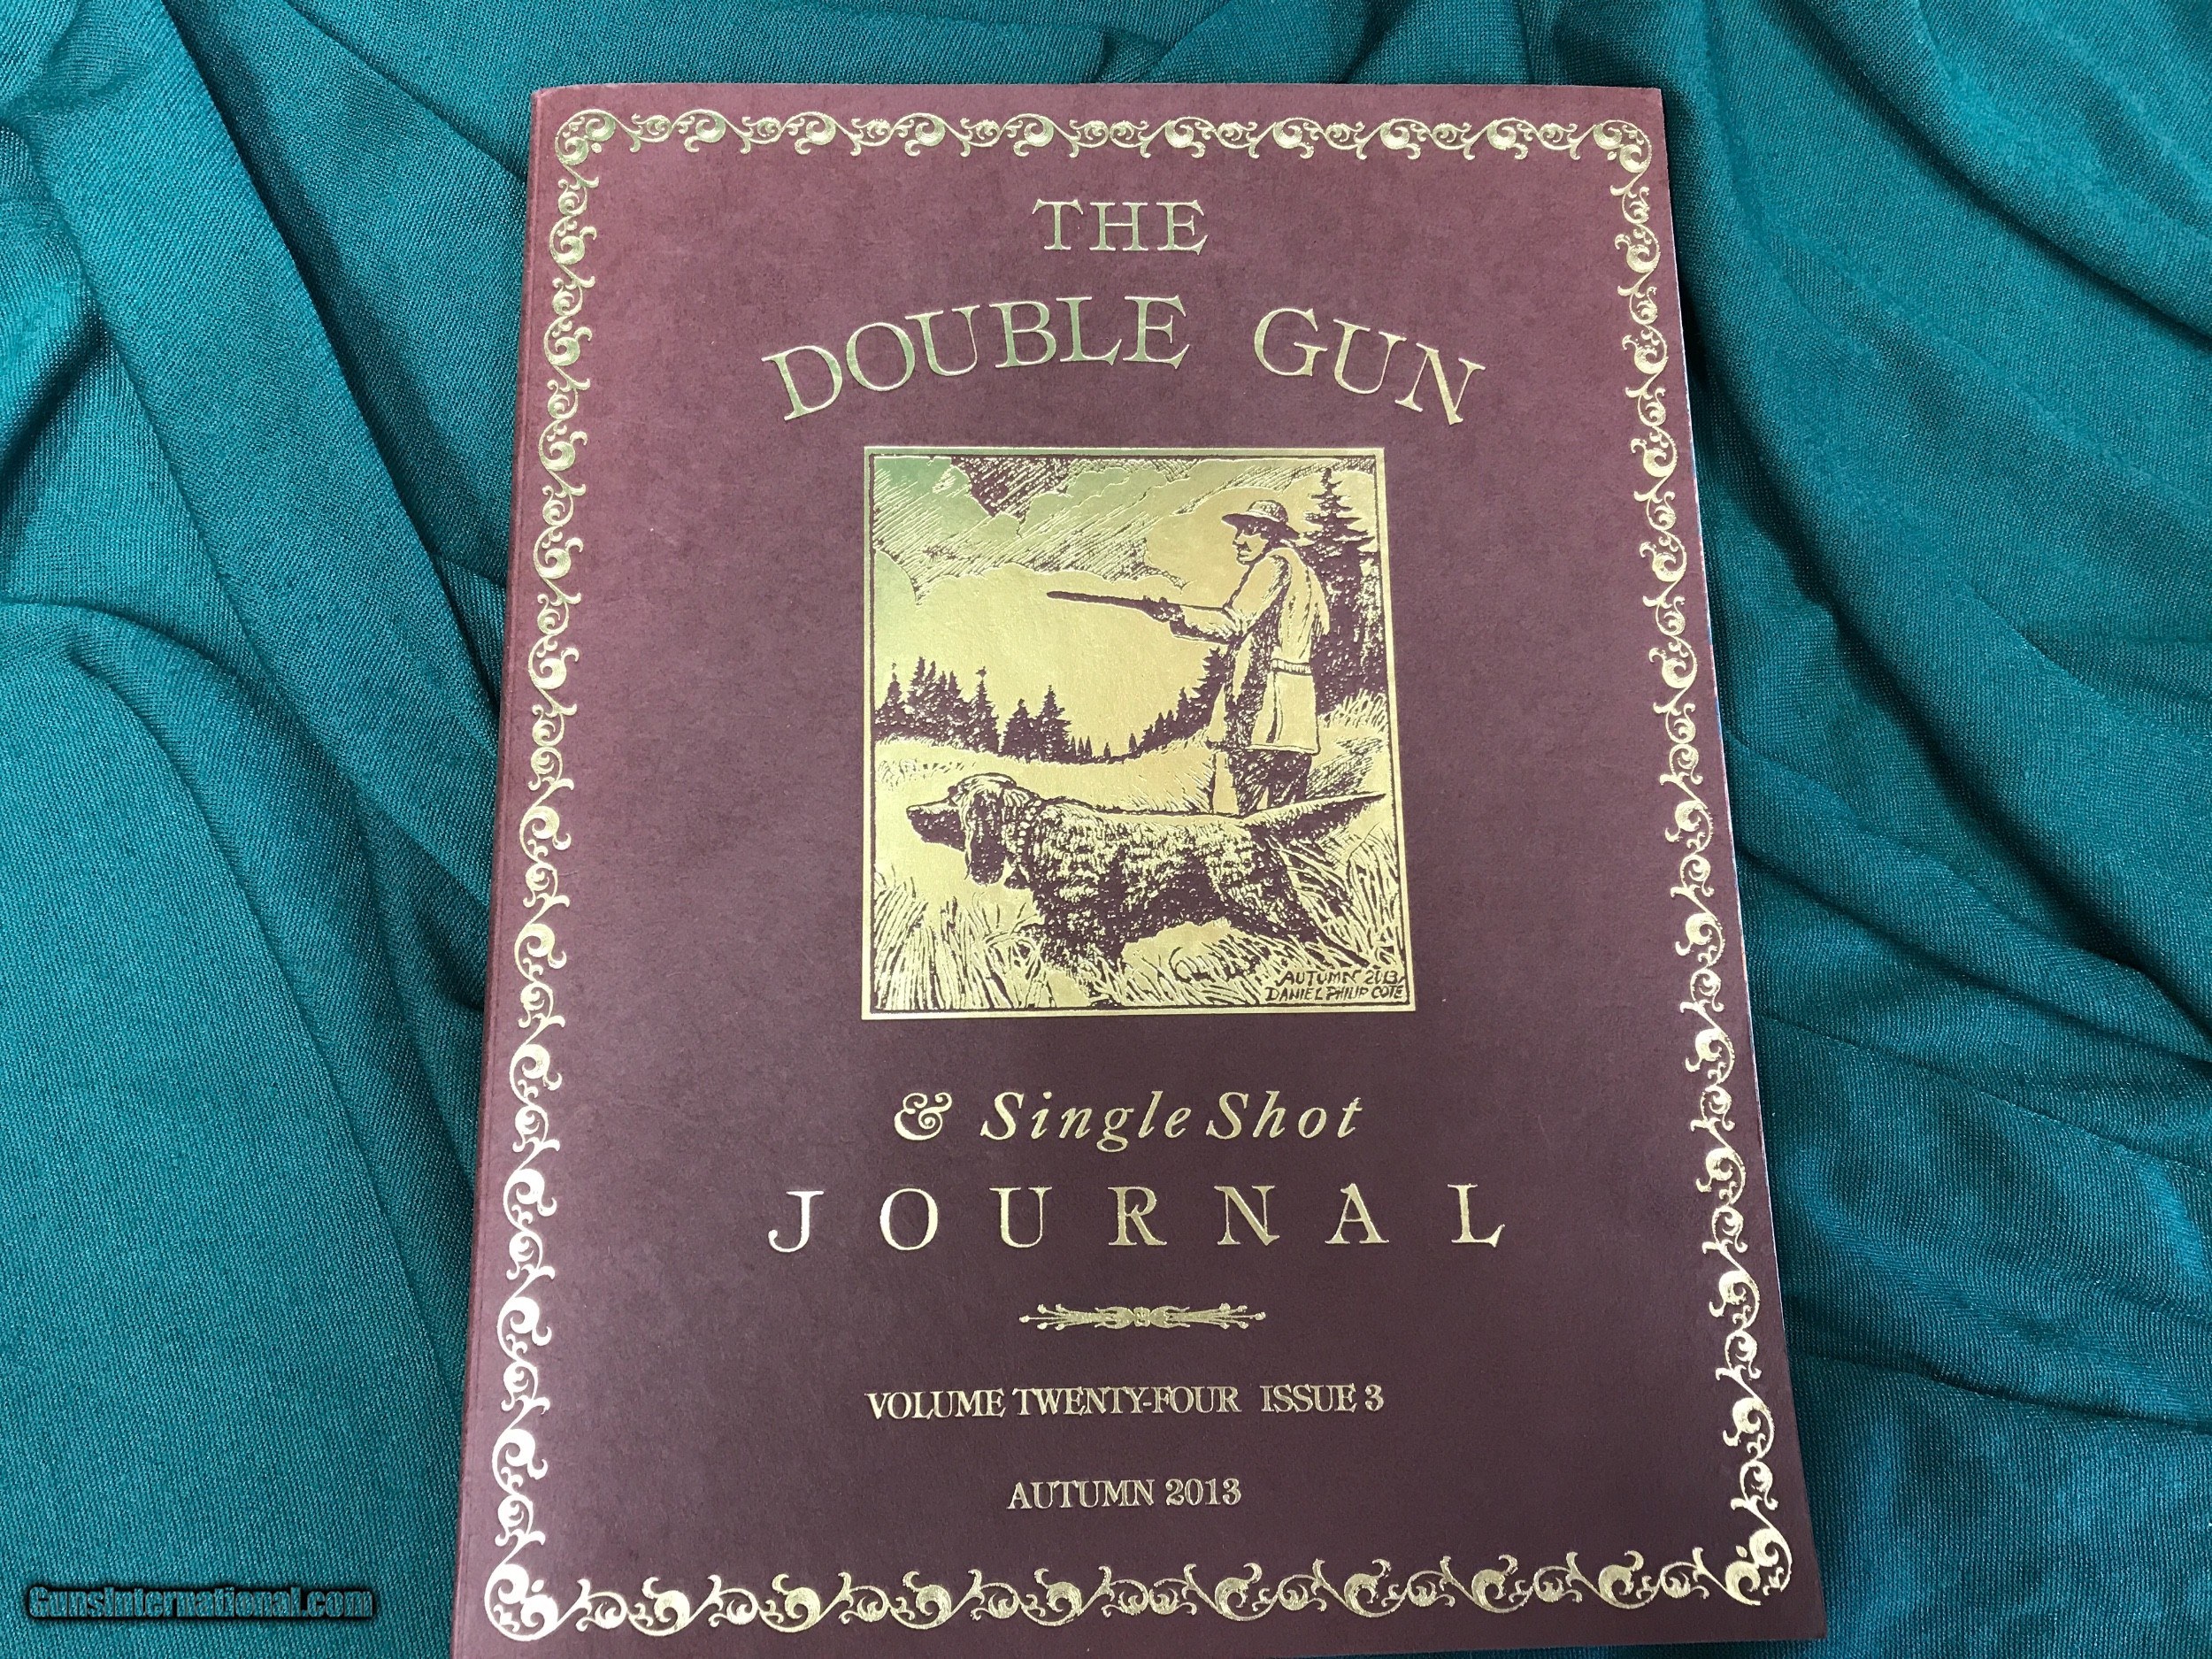 THE
DOUBLE GUN
AUTUMN 2013
DANIEL PHILIP COTE
& Single Shot
JOURNAL
VOLUME TWENTY-FOUR ISSUE 3
AUTUMN 2013
GunsInternational.com